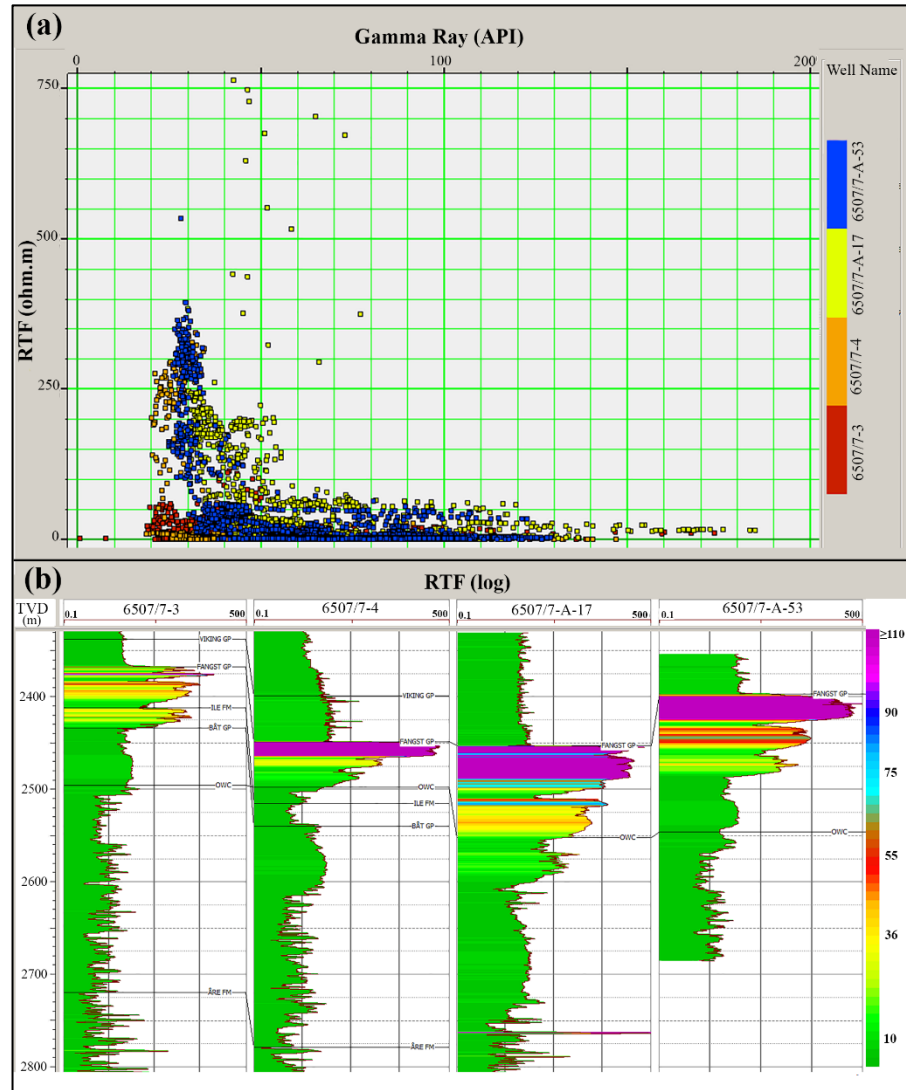 (a)
Gamma Ray (API)
0 100 200
Well Name
750
500
250
0
RTF (ohm.m)
6507/7-A-53
6507/7-A-17
6507/7-4
6507/7-3
(b)
RTF (log)
TVD (m)
6507/7-3 6507/7-4 6507/7-A-17 6507/7-A-53
0.1 500 0.1 500 0.1 500 0.1 500
VIKING GP
FANGST GP
ILE FM
BÅT GP
OWC
ÅRE FM
VIKING GP
FANGST GP
OWC
ILE FM
BÅT GP
ÅRE FM
FANGST GP
OWC
FANGST GP
OWC
2400
2500
2600
2700
2800
≥110
90
55
36
10